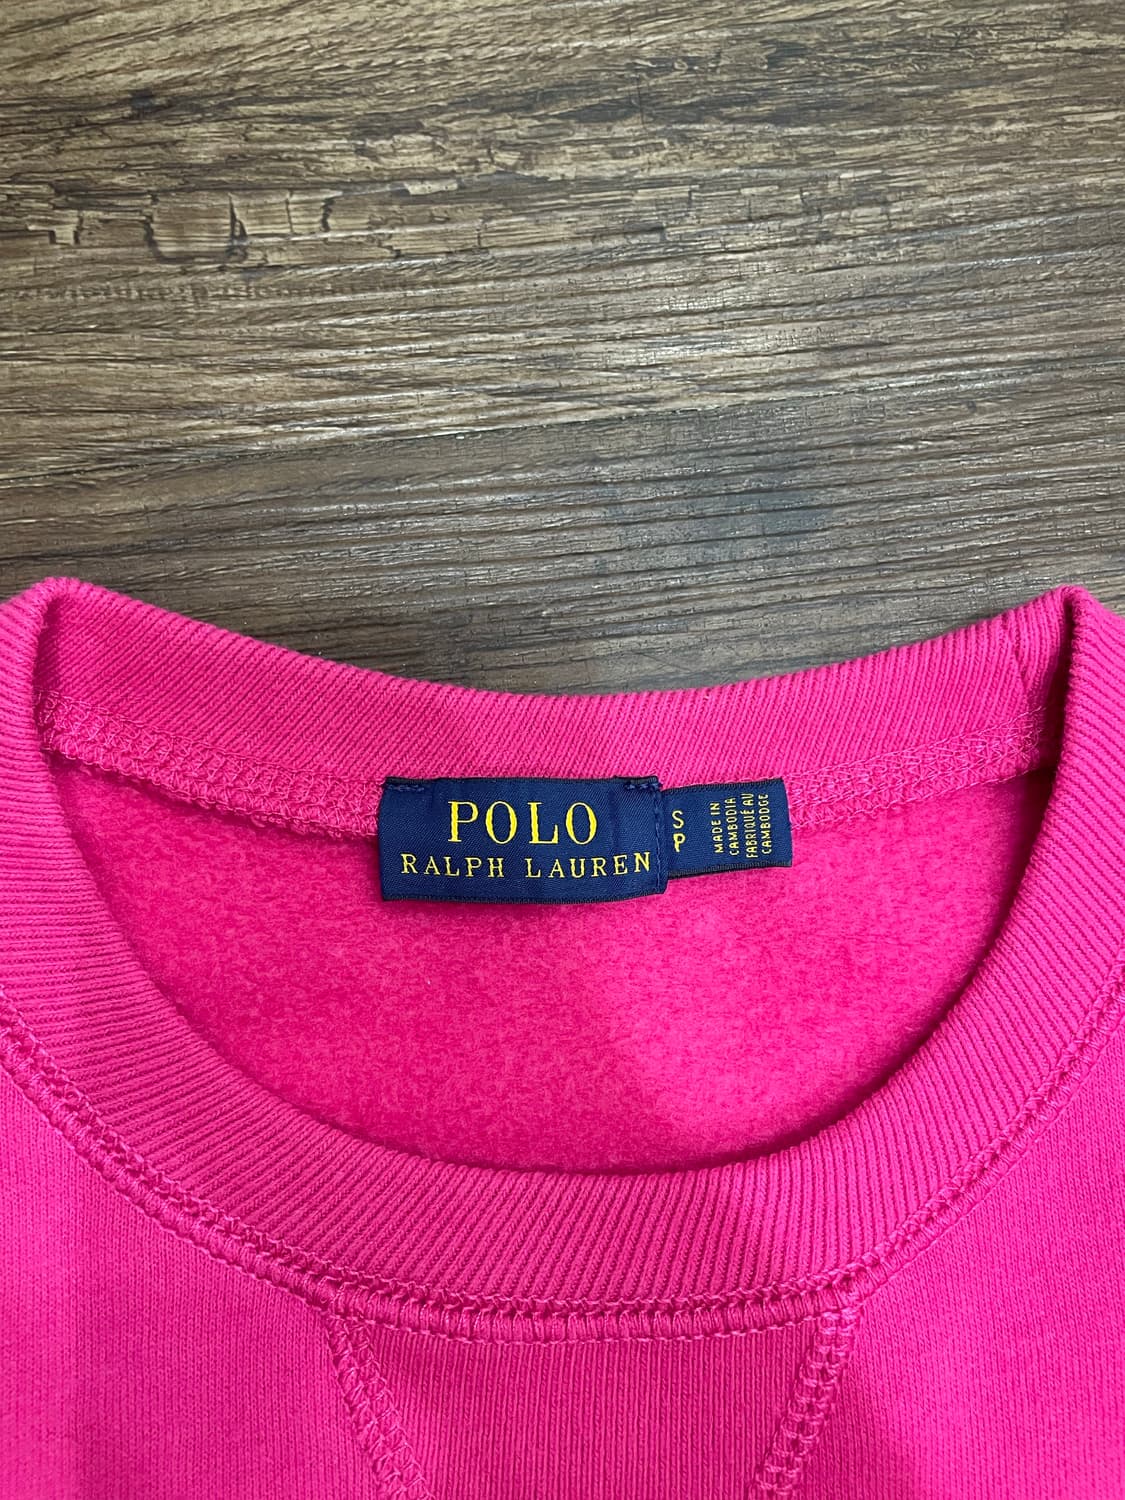 POLO
RALPH LAUREN
S
P
MADE IN
CAMBODIA
FABRIQUÉ AU
CAMBODGE